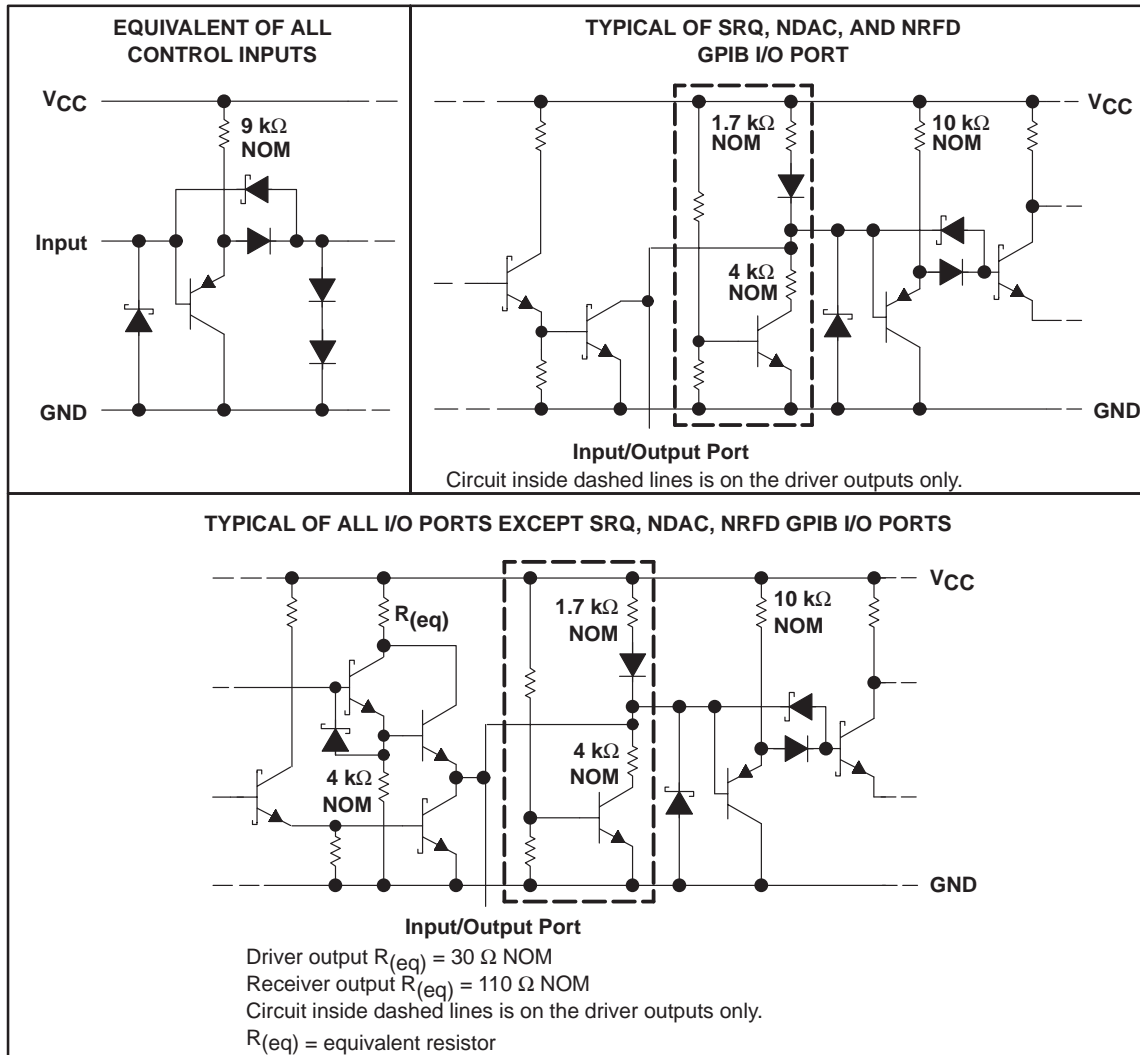 EQUIVALENT OF ALL
CONTROL INPUTS
VCC
9 kΩ
NOM
Input
GND
TYPICAL OF SRQ, NDAC, AND NRFD
GPIB I/O PORT
1.7 kΩ
NOM
10 kΩ
NOM
VCC
4 kΩ
NOM
GND
Input/Output Port
Circuit inside dashed lines is on the driver outputs only.
TYPICAL OF ALL I/O PORTS EXCEPT SRQ, NDAC, NRFD GPIB I/O PORTS
R(eq)
1.7 kΩ
NOM
10 kΩ
NOM
VCC
4 kΩ
NOM
4 kΩ
NOM
GND
Input/Output Port
Driver output R(eq) = 30 Ω NOM
Receiver output R(eq) = 110 Ω NOM
Circuit inside dashed lines is on the driver outputs only.
R(eq) = equivalent resistor